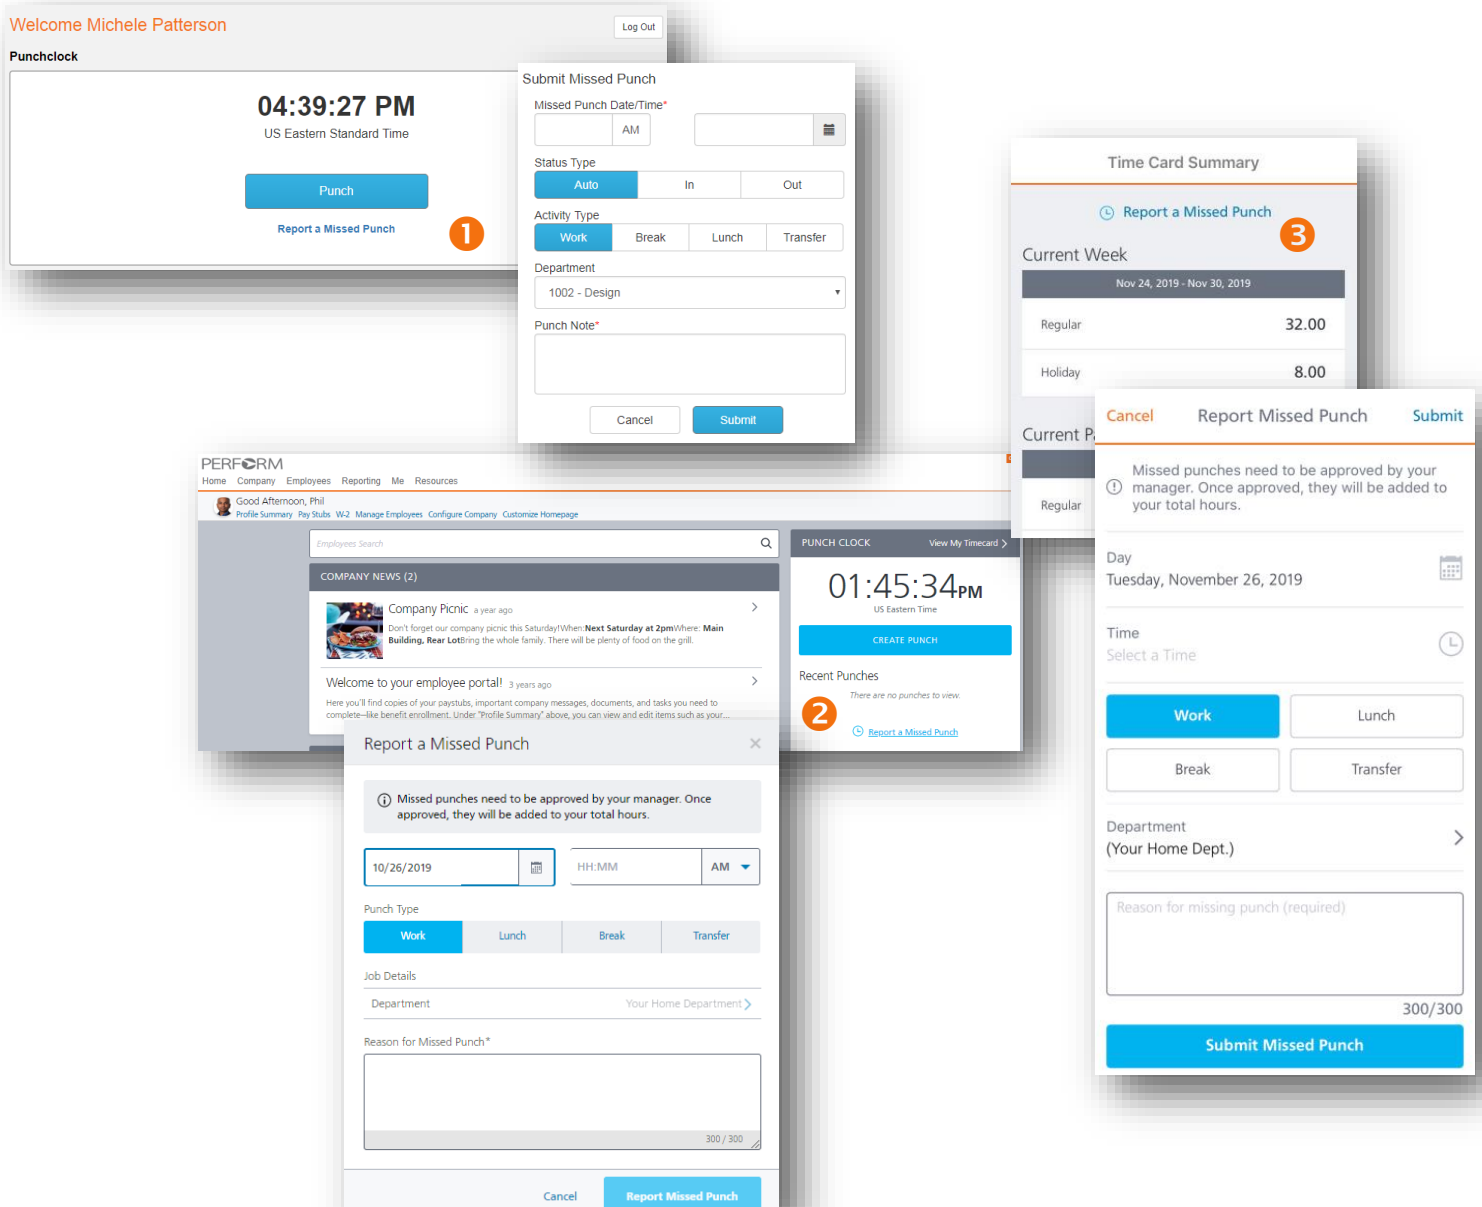 Welcome Michele Patterson
Log Out
Punchclock
04:39:27 PM
US Eastern Standard Time
Punch
Report a Missed Punch
1
Submit Missed Punch
Missed Punch Date/Time*
AM
Status Type
Auto In Out
Activity Type
Work Break Lunch Transfer
Department
1002 - Design
Punch Note*
Cancel Submit
PERFORM
Home Company Employees Reporting Me Resources
Good Afternoon, Phil
Profile Summary Pay Stubs W-2 Manage Employees Configure Company Customize Homepage
Employees Search
COMPANY NEWS (2)
Company Picnic a year ago
Don't forget our company picnic this Saturday!When:Next Saturday at 2pmWhere: Main
Building, Rear LotBring the whole family. There will be plenty of food on the grill.
Welcome to your employee portal! 3 years ago
Here you'll find copies of your paystubs, important company messages, documents, and tasks you need to
complete—like benefit enrollment. Under "Profile Summary" above, you can view and edit items such as your...
PUNCH CLOCK View My Timecard
01:45:34PM
US Eastern Time
CREATE PUNCH
Recent Punches
There are no punches to view.
2
Report a Missed Punch
Report a Missed Punch
Missed punches need to be approved by your manager. Once
approved, they will be added to your total hours.
10/26/2019 HH:MM AM
Punch Type
Work Lunch Break Transfer
Job Details
Department Your Home Department
Reason for Missed Punch*
300 / 300
Cancel Report Missed Punch
Time Card Summary
Report a Missed Punch
3
Current Week
Nov 24, 2019 - Nov 30, 2019
Regular 32.00
Holiday 8.00
Current
Regular
Cancel Report Missed Punch Submit
Missed punches need to be approved by your
manager. Once approved, they will be added to
your total hours.
Day
Tuesday, November 26, 2019
Time
Select a Time
Work Lunch
Break Transfer
Department
(Your Home Dept.)
Reason for missing punch (required)
300/300
Submit Missed Punch